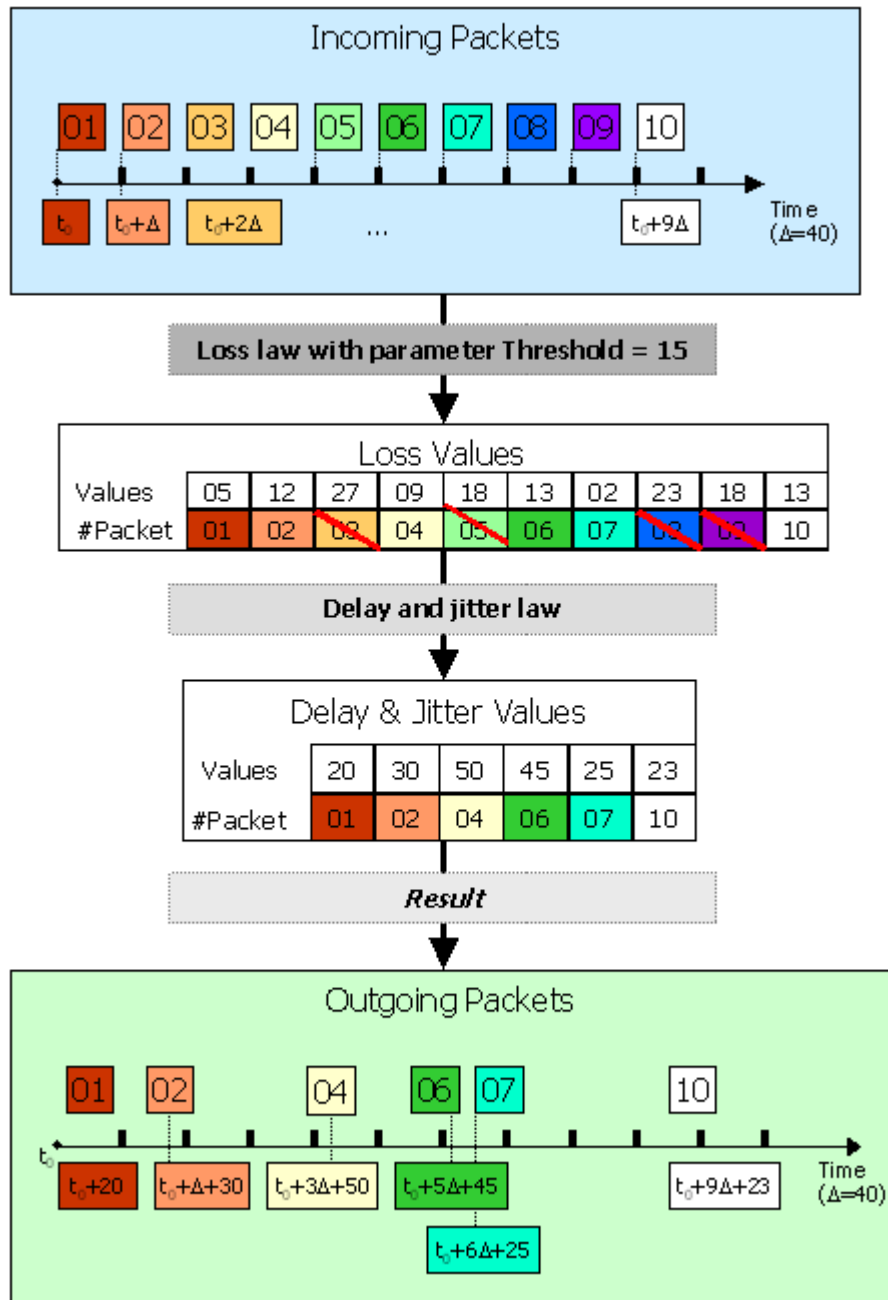 Incoming Packets
01 02 03 04 05 06 07 08 09 10
t₀ t₀+Δ t₀+2Δ ... t₀+9Δ
Time
(Δ=40)
Loss law with parameter Threshold = 15
Loss Values
Values 05 12 27 09 18 13 02 23 18 13
#Packet 01 02 03 04 05 06 07 08 09 10
Delay and jitter law
Delay & Jitter Values
Values 20 30 50 45 25 23
#Packet 01 02 04 06 07 10
Result
Outgoing Packets
01 02 04 06 07 10
t₀
t₀+20 t₀+Δ+30 t₀+3Δ+50 t₀+5Δ+45 t₀+9Δ+23
Time
(Δ=40)
t₀+6Δ+25